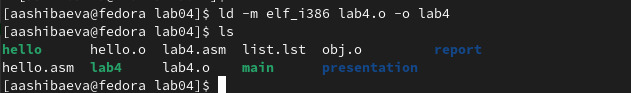 [aashibaeva@fedora lab04]$ ld -m elf_i386 lab4.o -o lab4
[aashibaeva@fedora lab04]$ ls
hello hello.o lab4.asm list.lst obj.o report
hello.asm lab4 lab4.o main presentation
[aashibaeva@fedora lab04]$